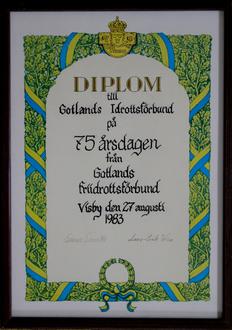 DIPLOM
till
Gotlands Idrottsförbund
på
75 årsdagen
från
Gotlands
friidrottsförbund
Visby den 27 augusti
1983